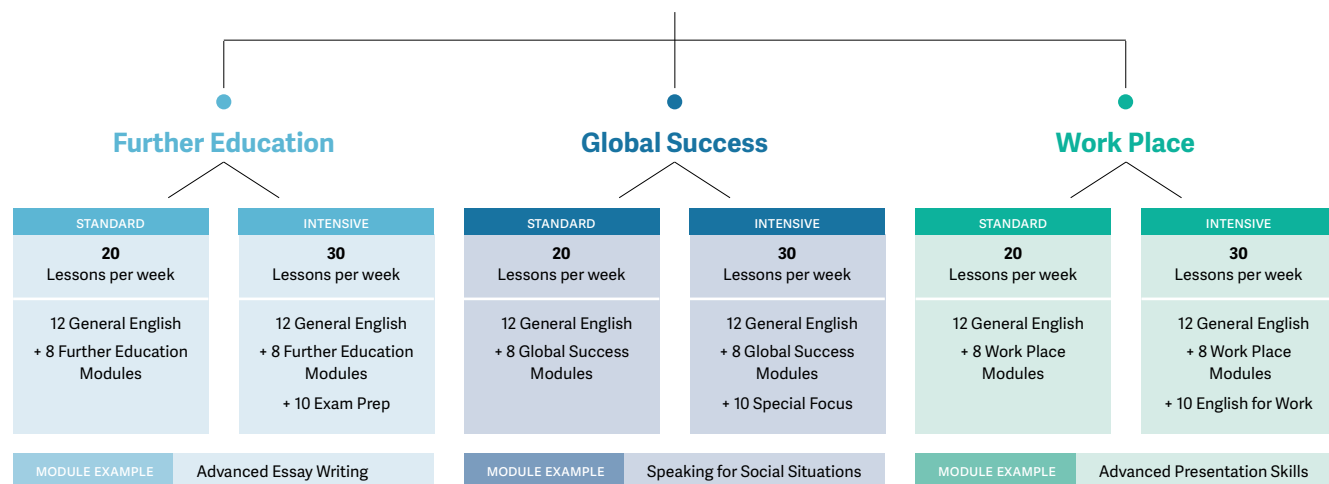 Further Education
Global Success
Work Place
STANDARD
20
Lessons per week
12 General English
+ 8 Further Education
Modules
INTENSIVE
30
Lessons per week
12 General English
+ 8 Further Education
Modules
+ 10 Exam Prep
STANDARD
20
Lessons per week
12 General English
+ 8 Global Success
Modules
INTENSIVE
30
Lessons per week
12 General English
+ 8 Global Success
Modules
+ 10 Special Focus
STANDARD
20
Lessons per week
12 General English
+ 8 Work Place
Modules
INTENSIVE
30
Lessons per week
12 General English
+ 8 Work Place
Modules
+ 10 English for Work
MODULE EXAMPLE Advanced Essay Writing
MODULE EXAMPLE Speaking for Social Situations
MODULE EXAMPLE Advanced Presentation Skills